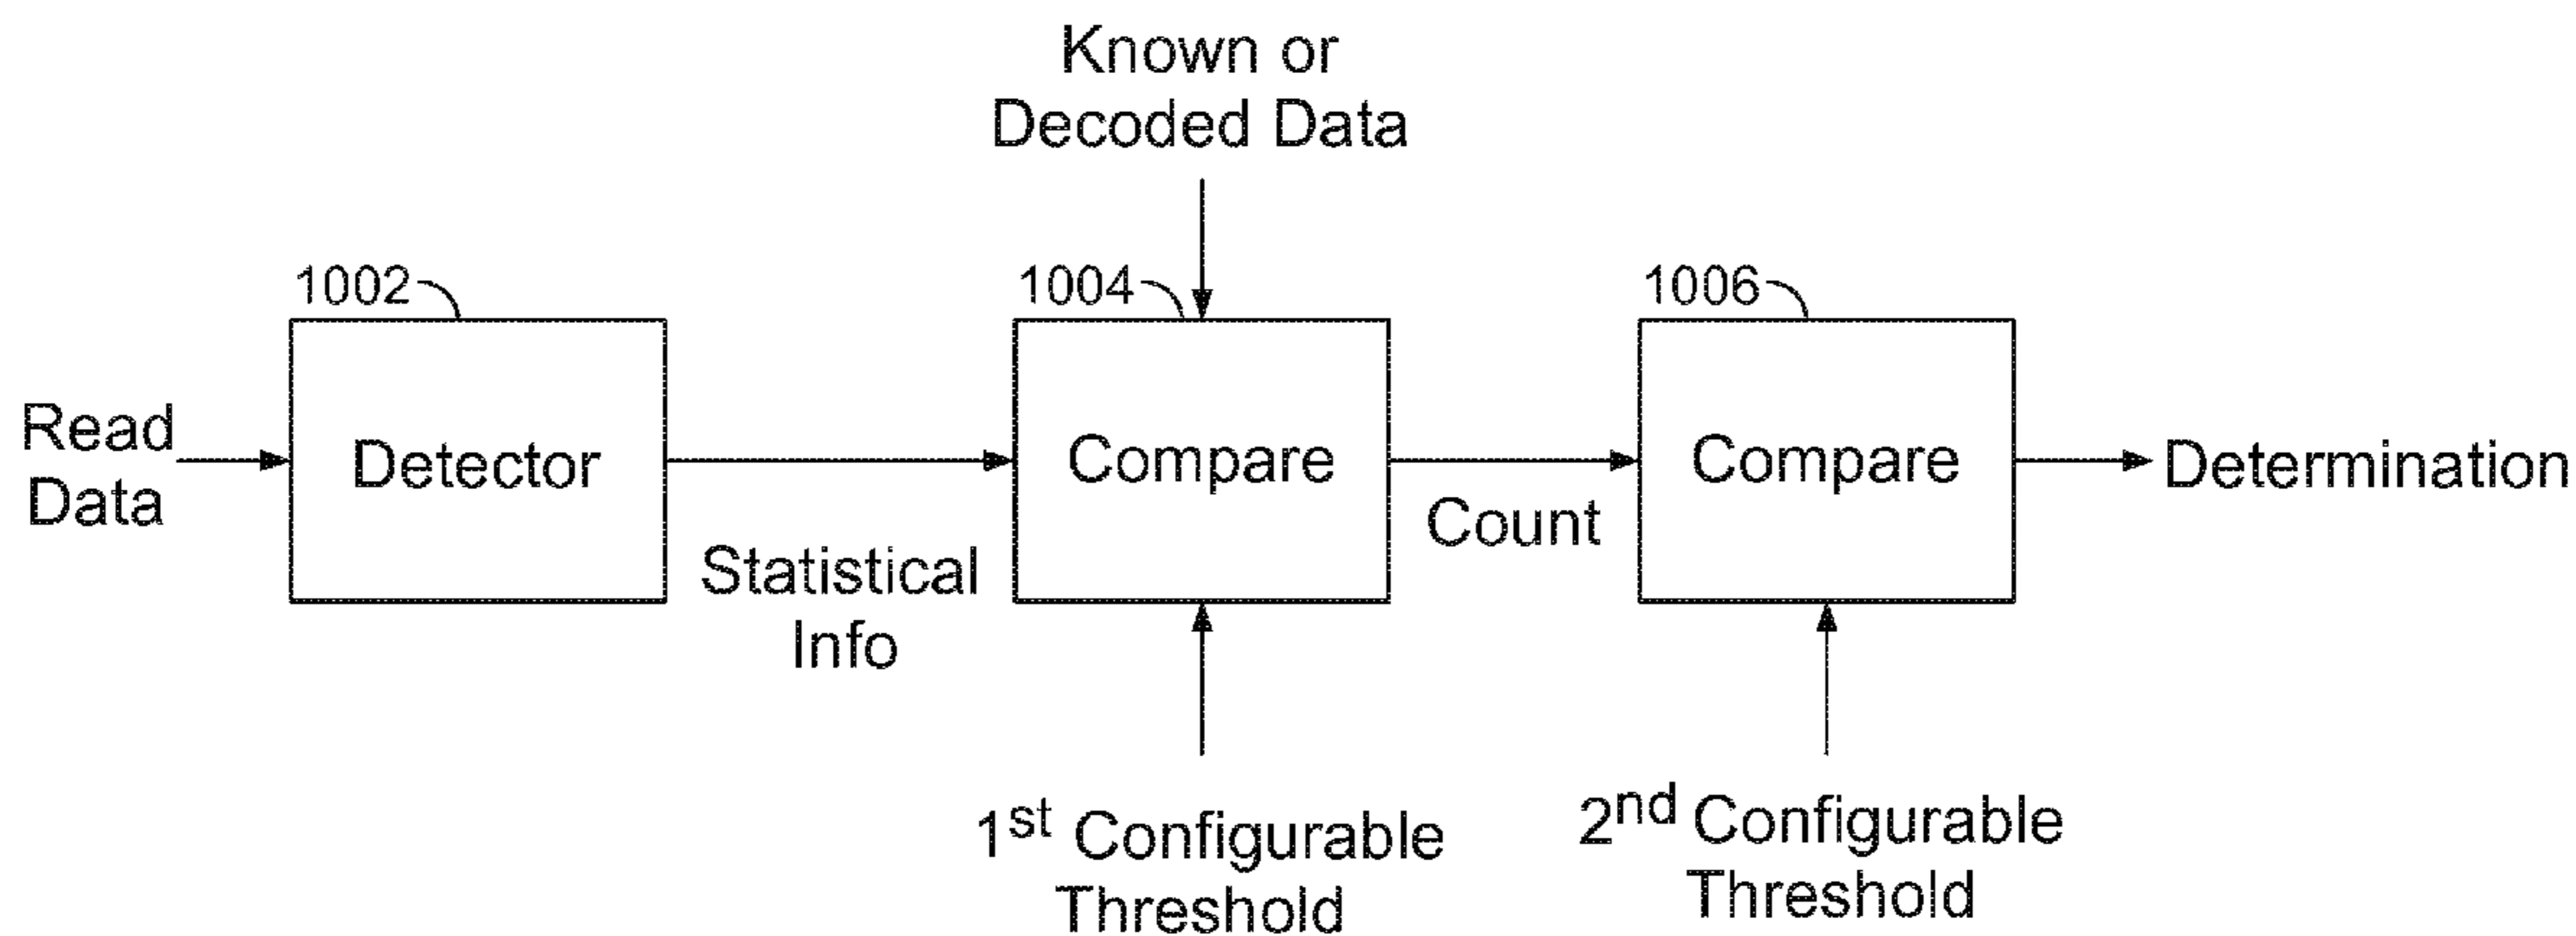 Known or
Decoded Data
1002
1004
1006
Read
Data
Detector
Compare
Compare
Determination
Statistical
Info
Count
1st Configurable
Threshold
2nd Configurable
Threshold